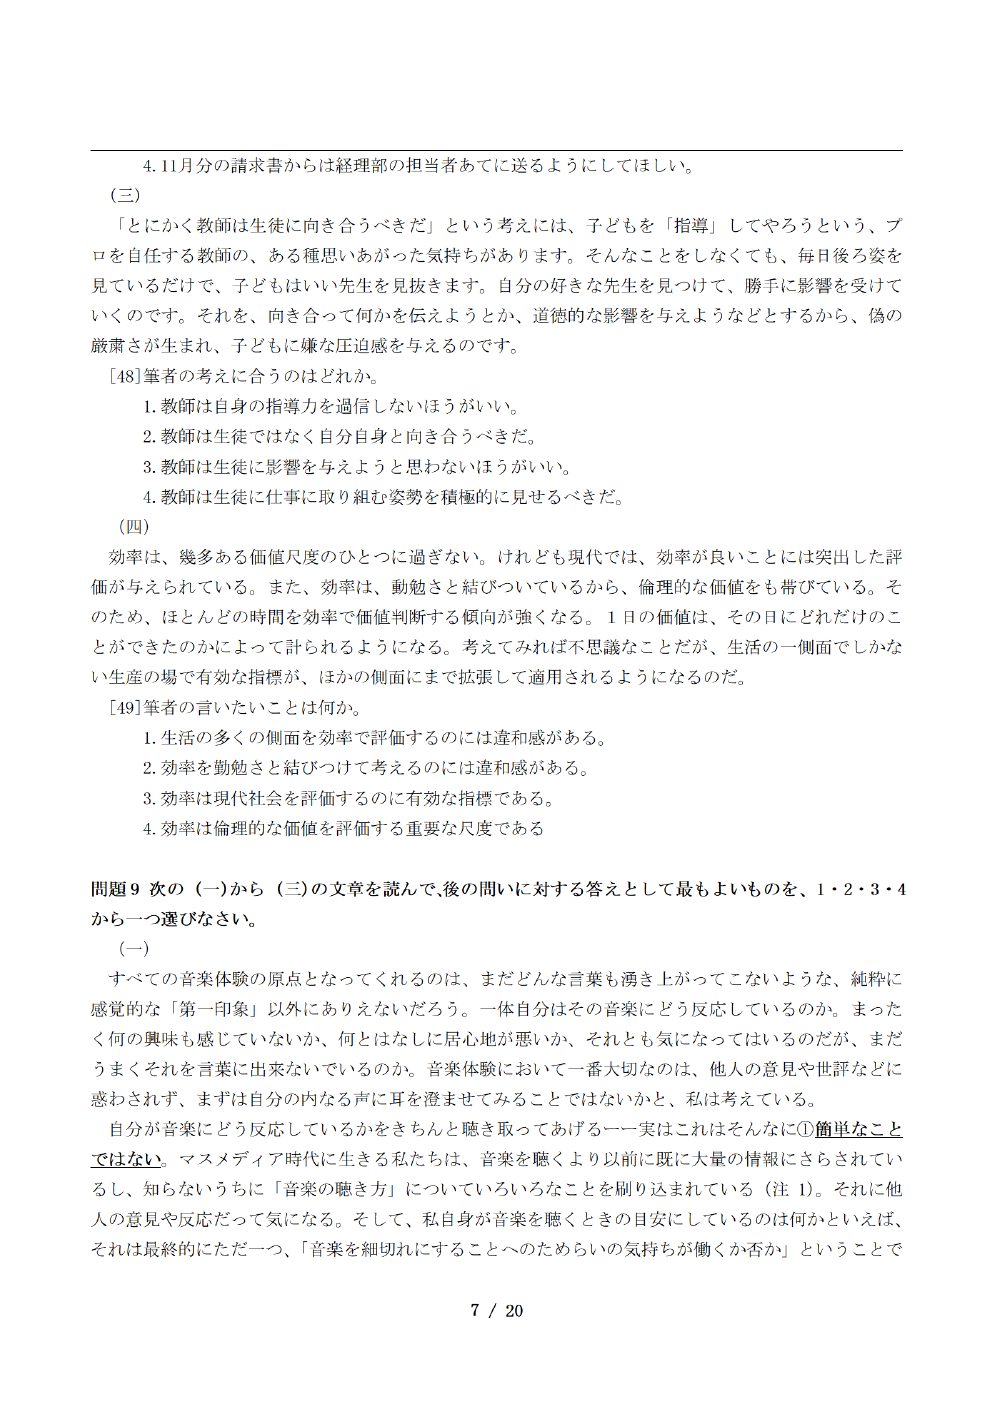 4.11月分の請求書からは経理部の担当者あてに送るようにしてほしい。
（三）
「とにかく教師は生徒に向き合うべきだ」という考えには、子どもを「指導」してやろうという、プ
ロを自任する教師の、ある種思いあがった気持ちがあります。そんなことをしなくても、毎日後ろ姿を
見ているだけで、子どもはいい先生を見抜きます。自分の好きな先生を見つけて、勝手に影響を受けて
いくのです。それを、向き合って何かを伝えようとか、道徳的な影響を与えようなどとするから、偽の
厳粛さが生まれ、子どもに嫌な圧迫感を与えるのです。
[48]筆者の考えに合うのはどれか。
1.教師は自身の指導力を過信しないほうがいい。
2.教師は生徒ではなく自分自身と向き合うべきだ。
3.教師は生徒に影響を与えようと思わないほうがいい。
4.教師は生徒に仕事に取り組む姿勢を積極的に見せるべきだ。
（四）
効率は、幾多ある価値尺度のひとつに過ぎない。けれども現代では、効率が良いことには突出した評
価が与えられている。また、効率は、動勉さと結びついているから、倫理的な価値をも帯びている。そ
のため、ほとんどの時間を効率で価値判断する傾向が強くなる。１日の価値は、その日にどれだけのこ
とができたのかによって計られるようになる。考えてみれば不思議なことだが、生活の一側面でしかな
い生産の場で有効な指標が、ほかの側面にまで拡張して適用されるようになるのだ。
[49]筆者の言いたいことは何か。
1.生活の多くの側面を効率で評価するのには違和感がある。
2.効率を勤勉さと結びつけて考えるのには違和感がある。
3.効率は現代社会を評価するのに有効な指標である。
4.効率は倫理的な価値を評価する重要な尺度である
問題９ 次の（一）から（三）の文章を読んで、後の問いに対する答えとして最もよいものを、1・2・3・4
から一つ選びなさい。
（一）
すべての音楽体験の原点となってくれるのは、まだどんな言葉も湧き上がってこないような、純粋に
感覚的な「第一印象」以外にありえないだろう。一体自分はその音楽にどう反応しているのか。まった
く何の興味も感じていないか、何とはなしに居心地が悪いか、それとも気になってはいるのだが、まだ
うまくそれを言葉に出来ないでいるのか。音楽体験において一番大切なのは、他人の意見や世評などに
惑わされず、まずは自分の内なる声に耳を澄ませてみることではないかと、私は考えている。
自分が音楽にどう反応しているかをきちんと聴き取ってあげるーー実はこれはそんなに①簡単なこと
ではない。マスメディア時代に生きる私たちは、音楽を聴くより以前に既に大量の情報にさらされてい
るし、知らないうちに「音楽の聴き方」についていろいろなことを刷り込まれている（注 1）。それに他
人の意見や反応だって気になる。そして、私自身が音楽を聴くときの目安にしているのは何かといえば、
それは最終的にただ一つ、「音楽を細切れにすることへのためらいの気持ちが働くか否か」ということで
7 / 20